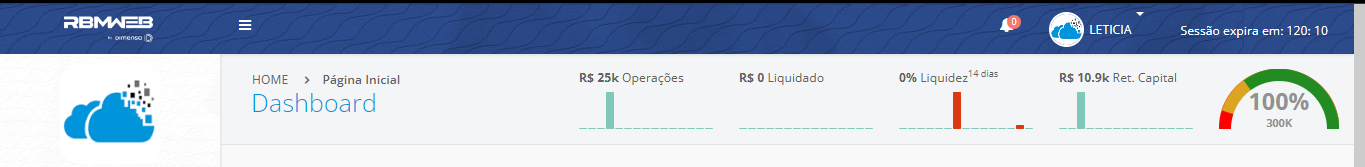 RBMWEB
by dimensa
0
LETICIA
Sessão expira em: 120: 10
HOME > Página Inicial
Dashboard
R$ 25k Operações
R$ 0 Liquidado
0% Liquidez 14 dias
R$ 10.9k Ret. Capital
100%
300K